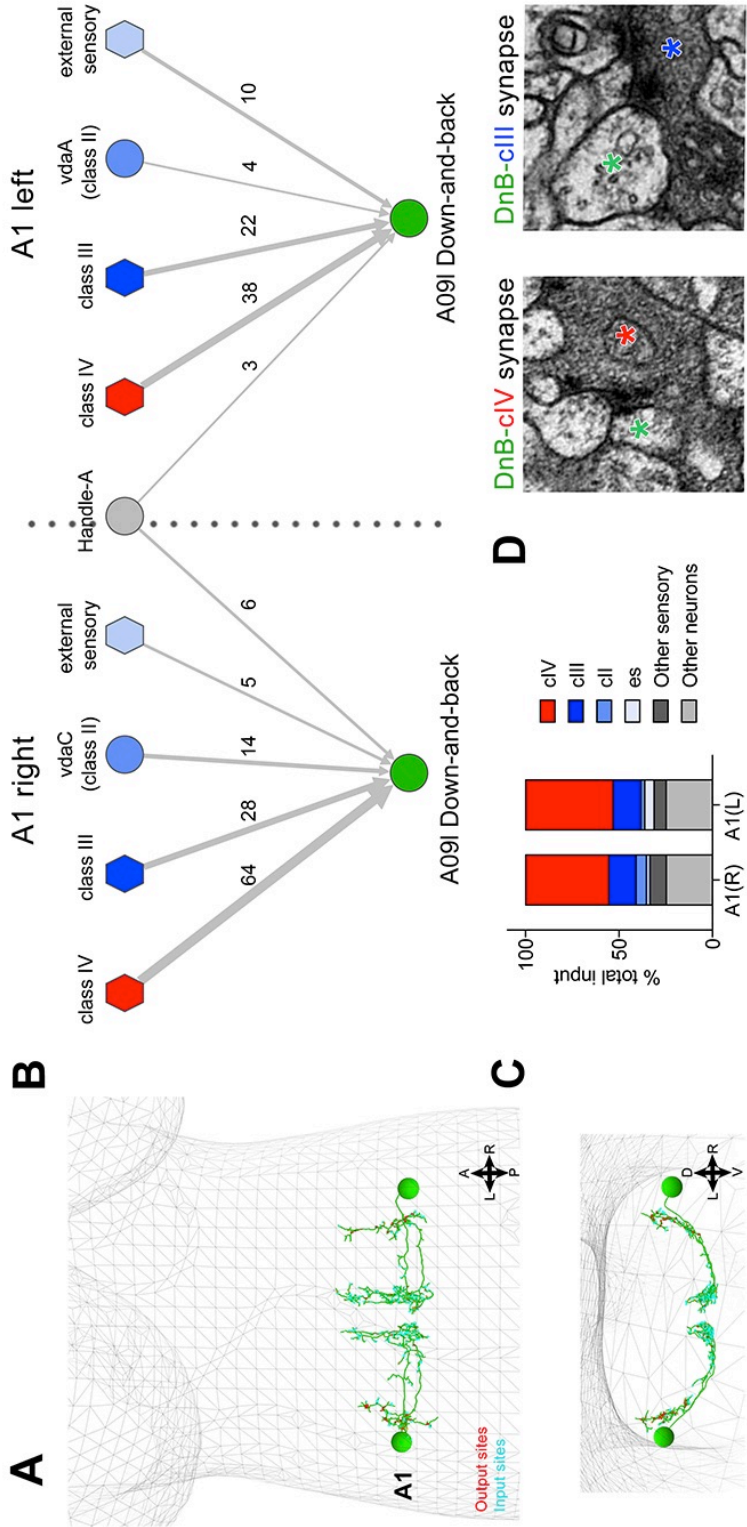 A
A1
Output sites
Input sites
A
L R
P
B
A1 right
A1 left
class IV
class III
vdaC
(class II)
external
sensory
Handle-A
class IV
class III
vdaA
(class II)
external
sensory
64
28
14
5
6
3
38
22
4
10
A09l Down-and-back
A09l Down-and-back
C
D
L R
V
% total input
100
50
0
A1(R)
A1(L)
cIV
cIII
cII
es
Other sensory
Other neurons
D
DnB-cIV synapse
DnB-cIII synapse
*
*
*
*